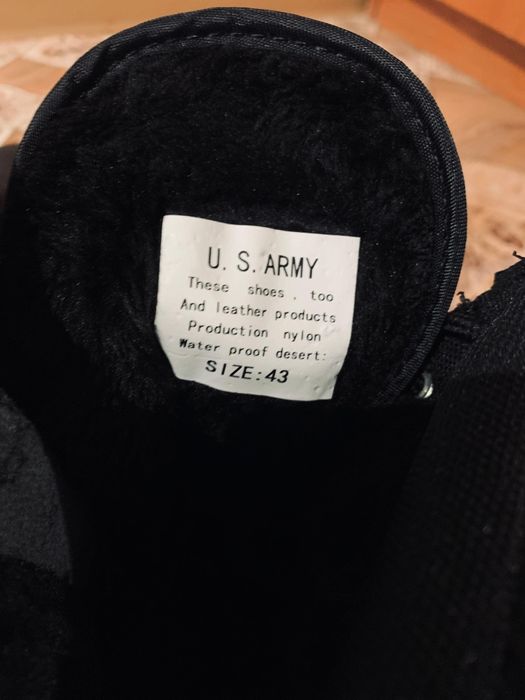 U.S.ARMY
These shoes, too
And leather products
Production nylon
Water proof desert:
SIZE:43